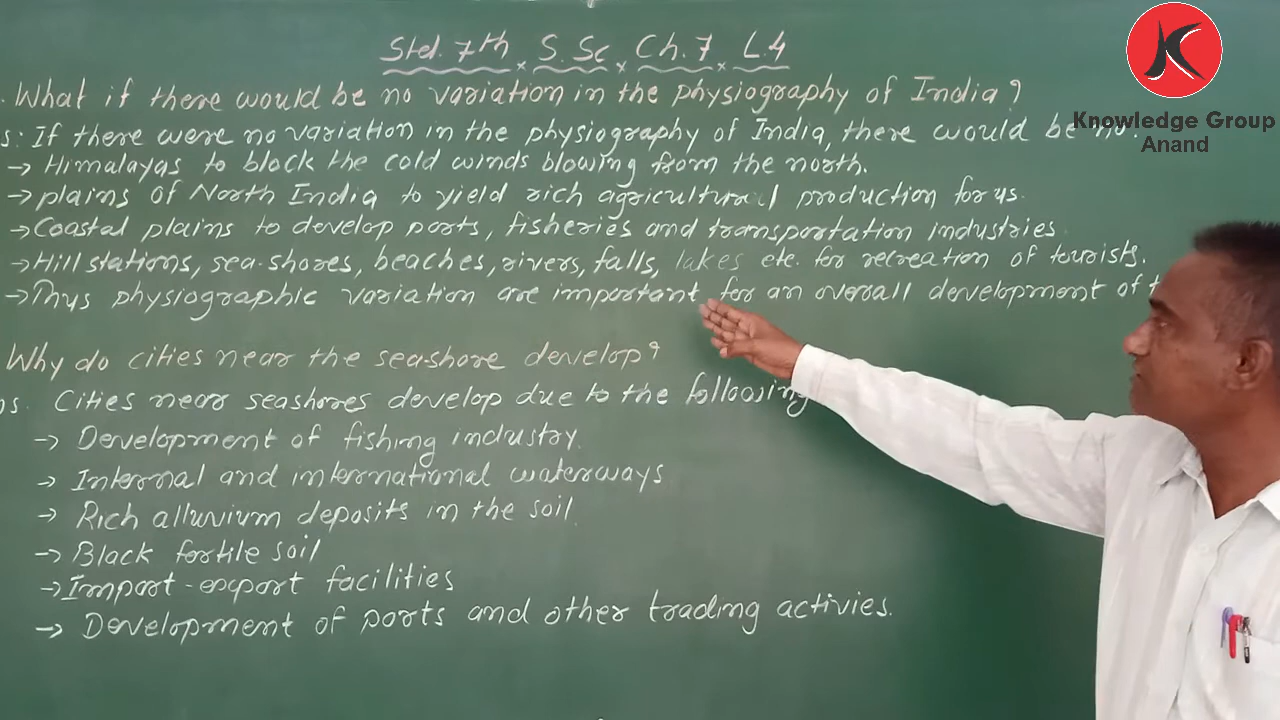 Std. 7th × S.Sc × Ch.7 × L.4
What if there would be no variation in the physiography of India?
s: If there were no variation in the physiography of India, there would be no
→ Himalayas to block the cold winds blowing from the north.
→ plains of North India to yield rich agricultural production for us.
→ Coastal plains to develop ports, fisheries and transportation industries.
→ Hill stations, sea-shores, beaches, rivers, falls, lakes etc. for recreation of tourists.
→ Thus physiographic variation are important for an overall development of t
Why do cities near the seashore develop?
ns. Cities near seashores develop due to the following
→ Development of fishing industry.
→ Internal and international waterways
→ Rich alluvium deposits in the soil.
→ Black fertile soil
→ Import-export facilities
→ Development of ports and other trading activies.
K
Knowledge Group
Anand